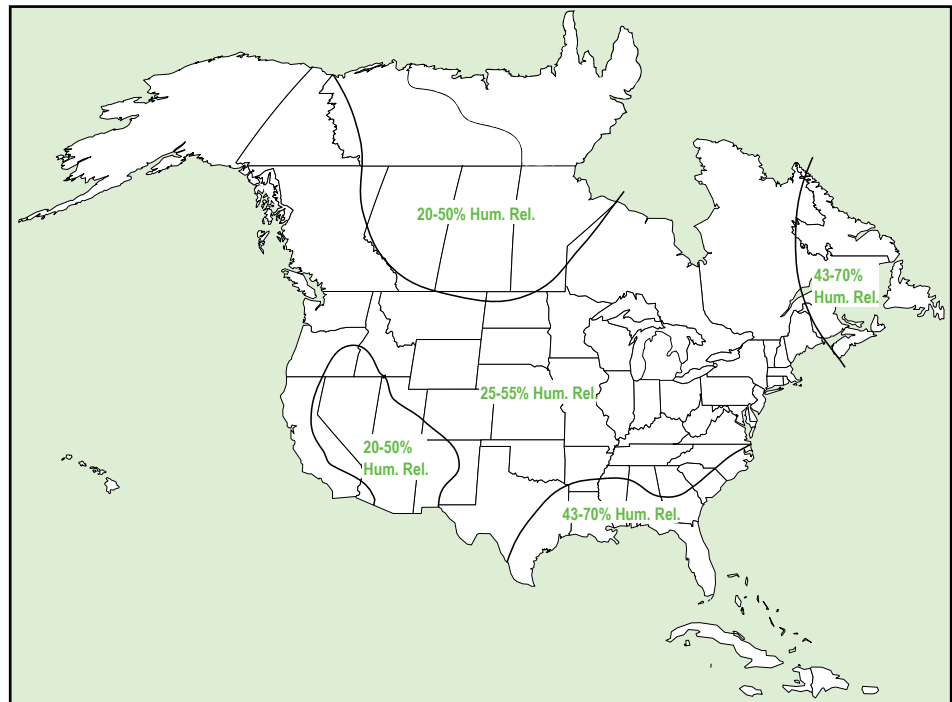 20-50% Hum. Rel.
43-70%
Hum. Rel.
25-55% Hum. Rel.
20-50%
Hum. Rel.
43-70% Hum. Rel.